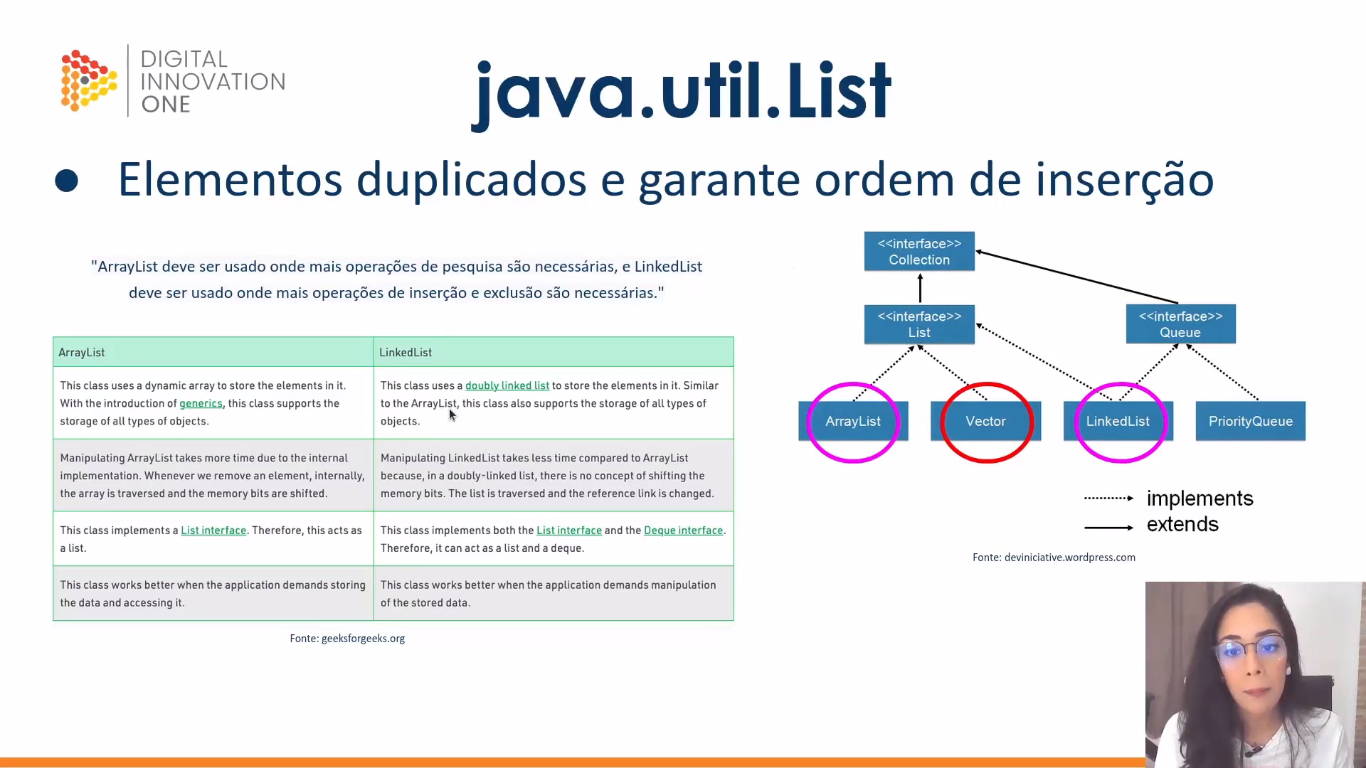 DIGITAL
INNOVATION
ONE
java.util.List
● Elementos duplicados e garante ordem de inserção
"ArrayList deve ser usado onde mais operações de pesquisa são necessárias, e LinkedList
deve ser usado onde mais operações de inserção e exclusão são necessárias."
ArrayList
LinkedList
This class uses a dynamic array to store the elements in it.
With the introduction of generics, this class supports the
storage of all types of objects.
This class uses a doubly linked list to store the elements in it. Similar
to the ArrayList, this class also supports the storage of all types of
objects.
Manipulating ArrayList takes more time due to the internal
implementation. Whenever we remove an element, internally,
the array is traversed and the memory bits are shifted.
Manipulating LinkedList takes less time compared to ArrayList
because, in a doubly-linked list, there is no concept of shifting the
memory bits. The list is traversed and the reference link is changed.
This class implements a List interface. Therefore, this acts as
a list.
This class implements both the List interface and the Deque interface.
Therefore, it can act as a list and a deque.
This class works better when the application demands storing
the data and accessing it.
This class works better when the application demands manipulation
of the stored data.
Fonte: geeksforgeeks.org
<<interface>>
Collection
<<interface>>
List
<<interface>>
Queue
ArrayList
Vector
LinkedList
PriorityQueue
implements
extends
Fonte: deviniciative.wordpress.com